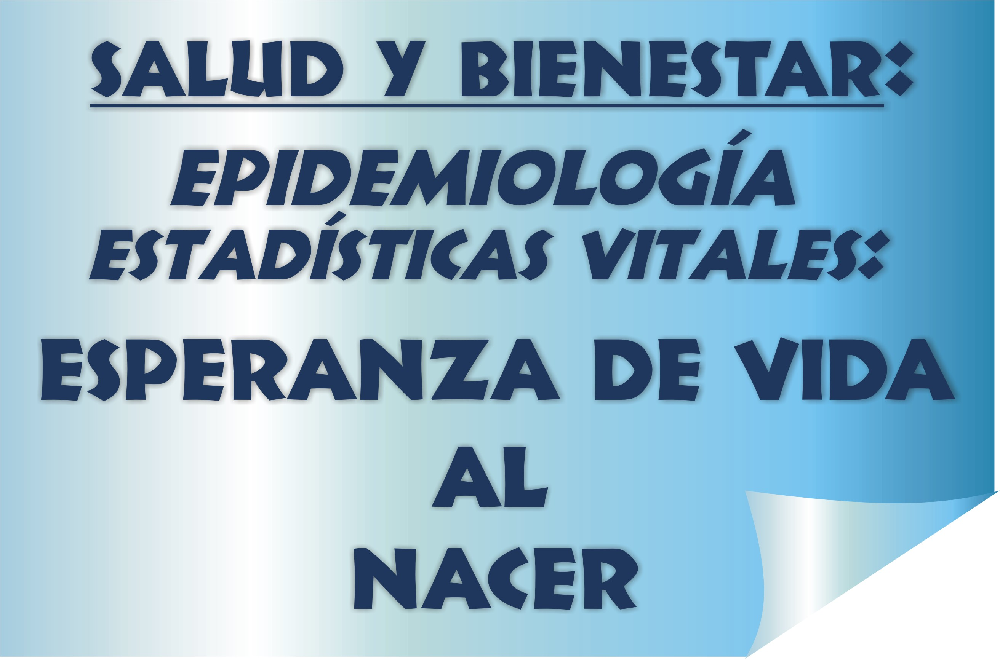 SALUD Y BIENESTAR:
EPIDEMIOLOGÍA
ESTADÍSTICAS VITALES:
ESPERANZA DE VIDA
AL
NACER